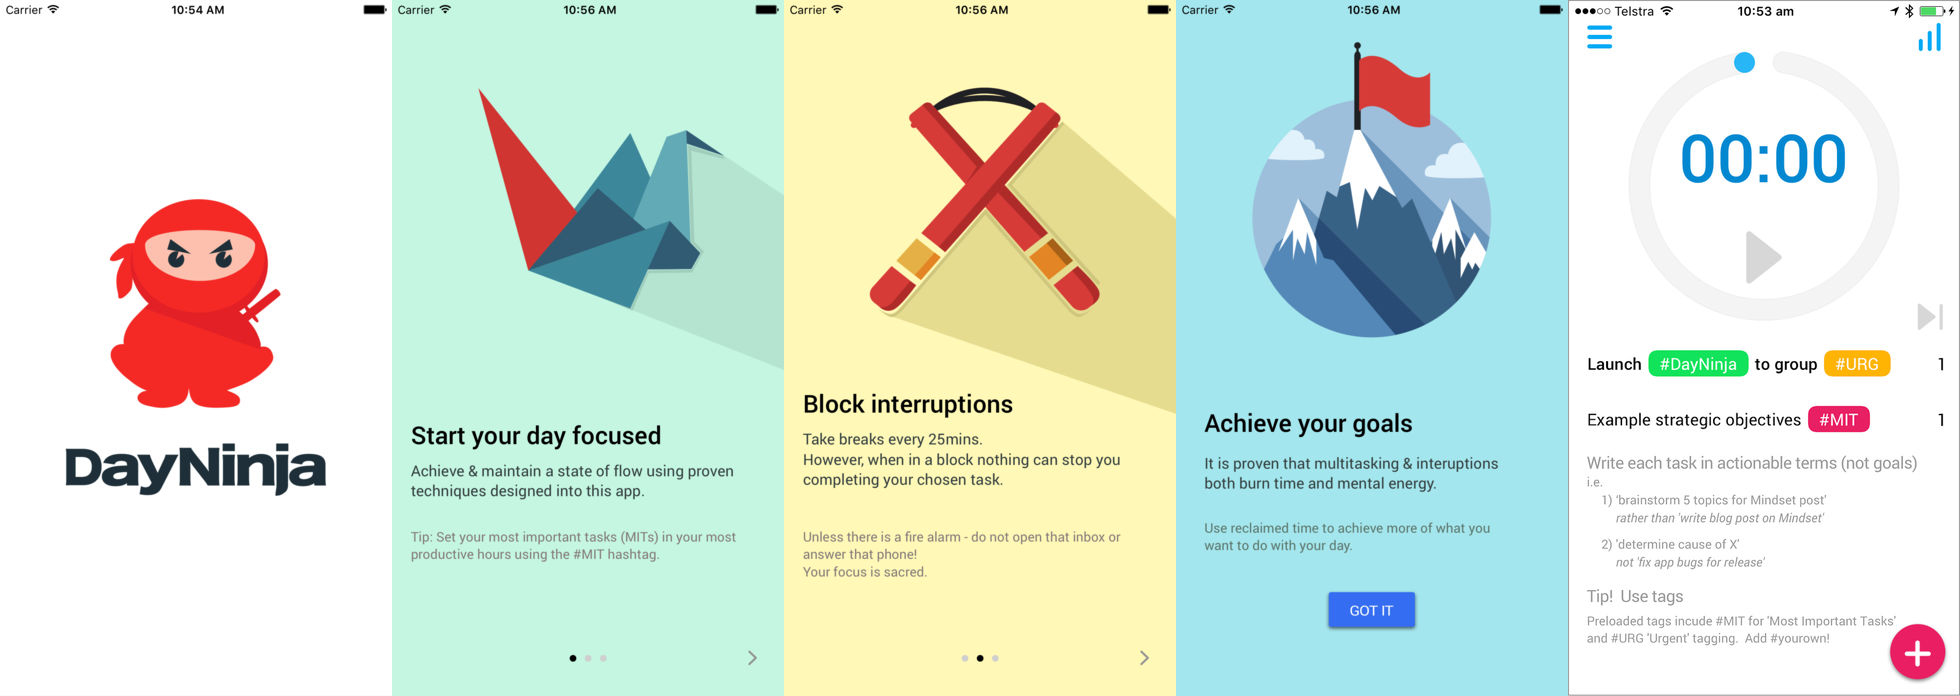 Carrier 10:54 AM
DayNinja
Carrier 10:56 AM
Start your day focused
Achieve & maintain a state of flow using proven
techniques designed into this app.
Tip: Set your most important tasks (MITs) in your most
productive hours using the #MIT hashtag.
Carrier 10:56 AM
Block interruptions
Take breaks every 25mins.
However, when in a block nothing can stop you
completing your chosen task.
Unless there is a fire alarm - do not open that inbox or
answer that phone!
Your focus is sacred.
Carrier 10:56 AM
Achieve your goals
It is proven that multitasking & interuptions
both burn time and mental energy.
Use reclaimed time to achieve more of what you
want to do with your day.
GOT IT
Telstra 10:53 am
00:00
Launch #DayNinja to group #URG 1
Example strategic objectives #MIT 1
Write each task in actionable terms (not goals)
i.e.
1) 'brainstorm 5 topics for Mindset post'
rather than 'write blog post on Mindset'
2) 'determine cause of X'
not 'fix app bugs for release'
Tip! Use tags
Preloaded tags incude #MIT for 'Most Important Tasks'
and #URG 'Urgent' tagging. Add #yourown!